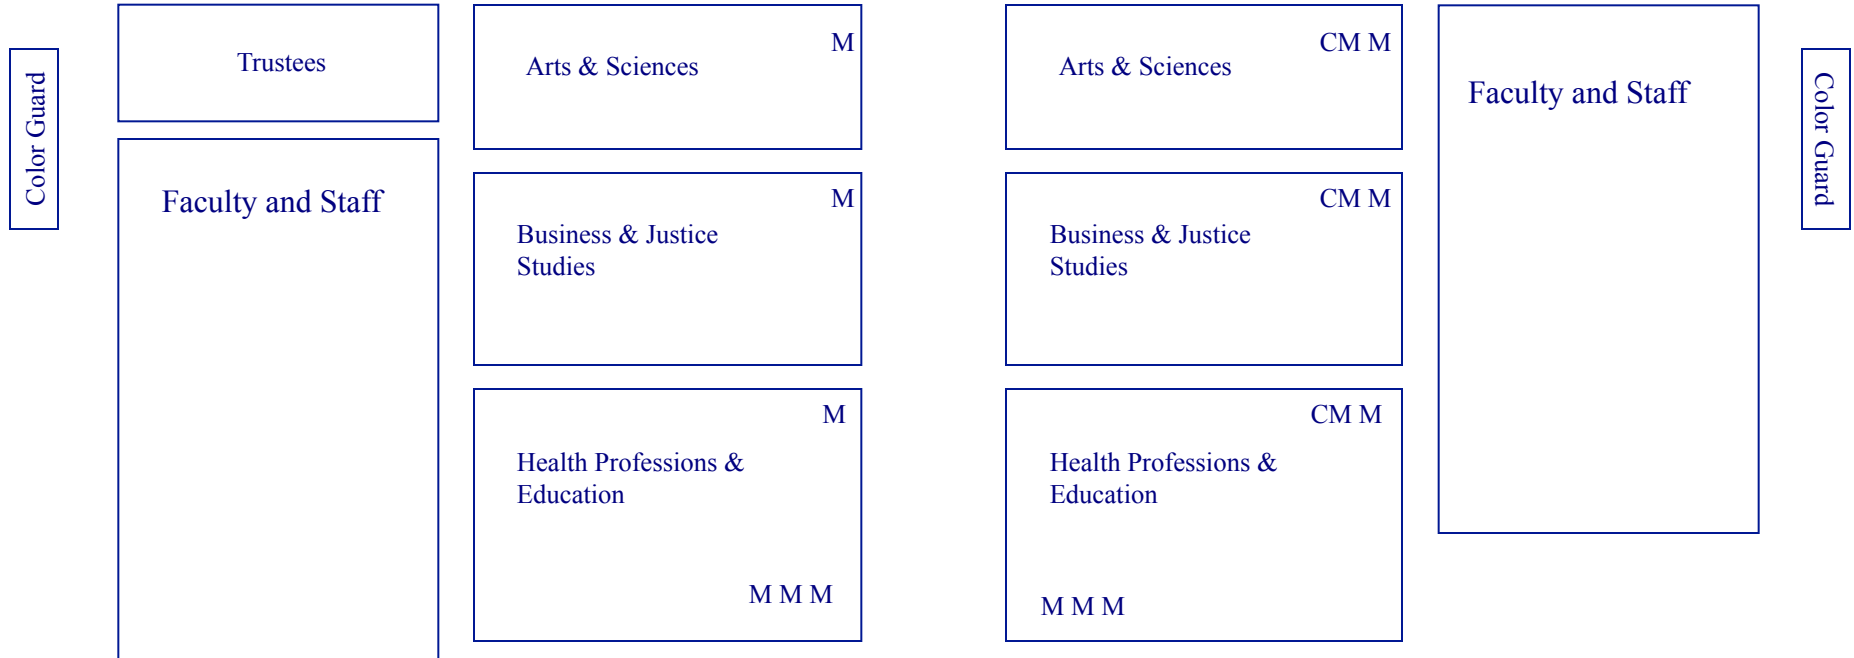 Color Guard
Trustees
Faculty and Staff
M
Arts & Sciences
M
Business & Justice
Studies
M
Health Professions &
Education
M M M
CM M
Arts & Sciences
CM M
Business & Justice
Studies
CM M
Health Professions &
Education
M M M
Faculty and Staff
Color Guard